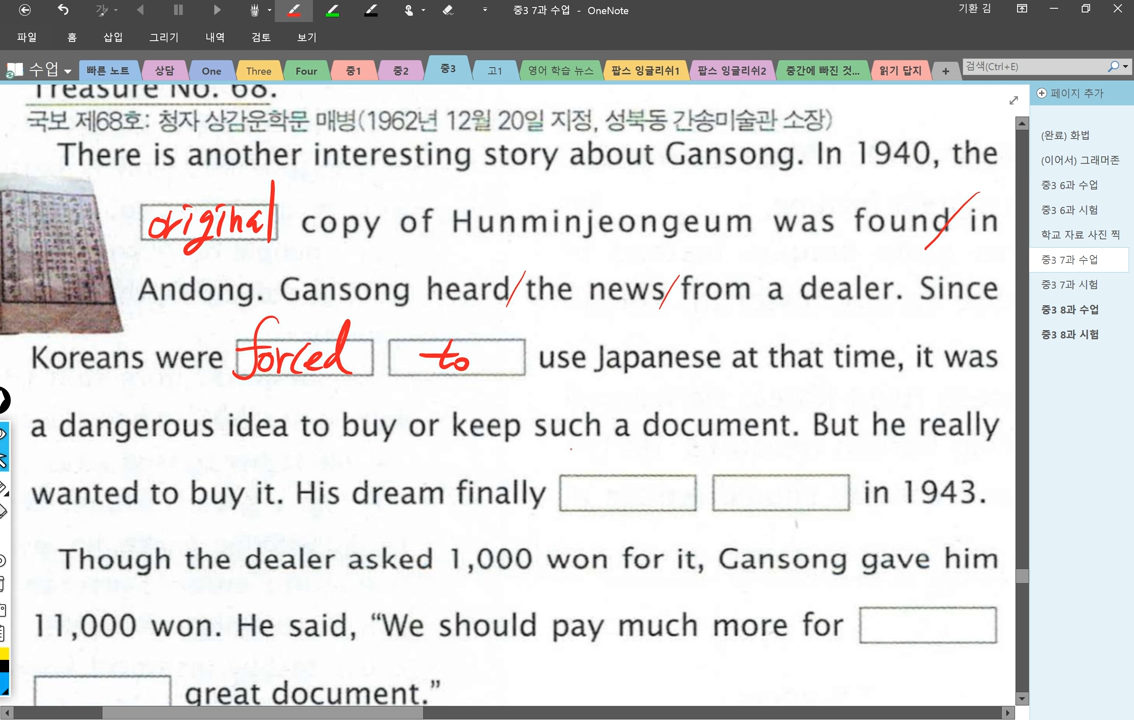 중3 7과 수업 - OneNote
기환 김
파일 홈 삽입 그리기 내역 검토 보기
수업 빠른 노트 상담 One Three Four 중1 중2 중3 고1 영어 학습 뉴스 팝스 잉글리쉬1 팝스 잉글리쉬2 중간에 빠진 것... 읽기 답지 + 검색(Ctrl+E)
Treasure No. 68.
국보 제68호: 청자 상감운학문 매병(1962년 12월 20일 지정, 성북동 간송미술관 소장)
There is another interesting story about Gansong. In 1940, the
original copy of Hunminjeongeum was found in
Andong. Gansong heard the news from a dealer. Since
Koreans were forced to use Japanese at that time, it was
a dangerous idea to buy or keep such a document. But he really
wanted to buy it. His dream finally in 1943.
Though the dealer asked 1,000 won for it, Gansong gave him
11,000 won. He said, “We should pay much more for
great document.”
페이지 추가
(완료) 화법
(이어서) 그래머존
중3 6과 수업
중3 6과 시험
학교 자료 사진 찍
중3 7과 수업
중3 7과 시험
중3 8과 수업
중3 8과 시험